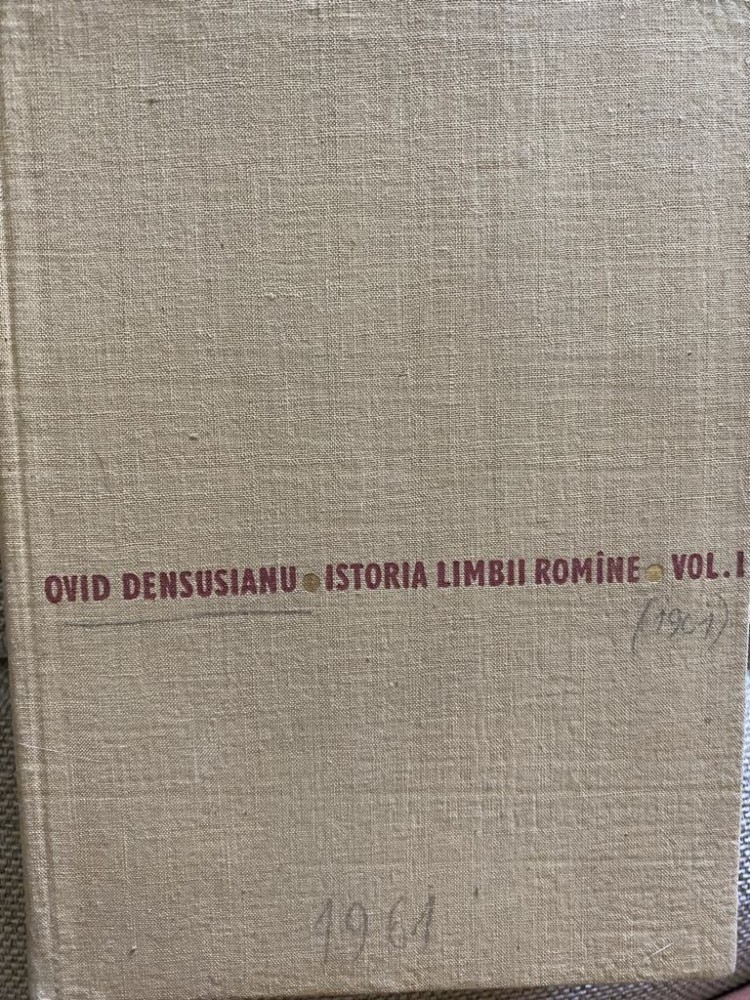 OVID DENSUSIANU • ISTORIA LIMBII ROMÎNE • VOL. I
(1901)
1961